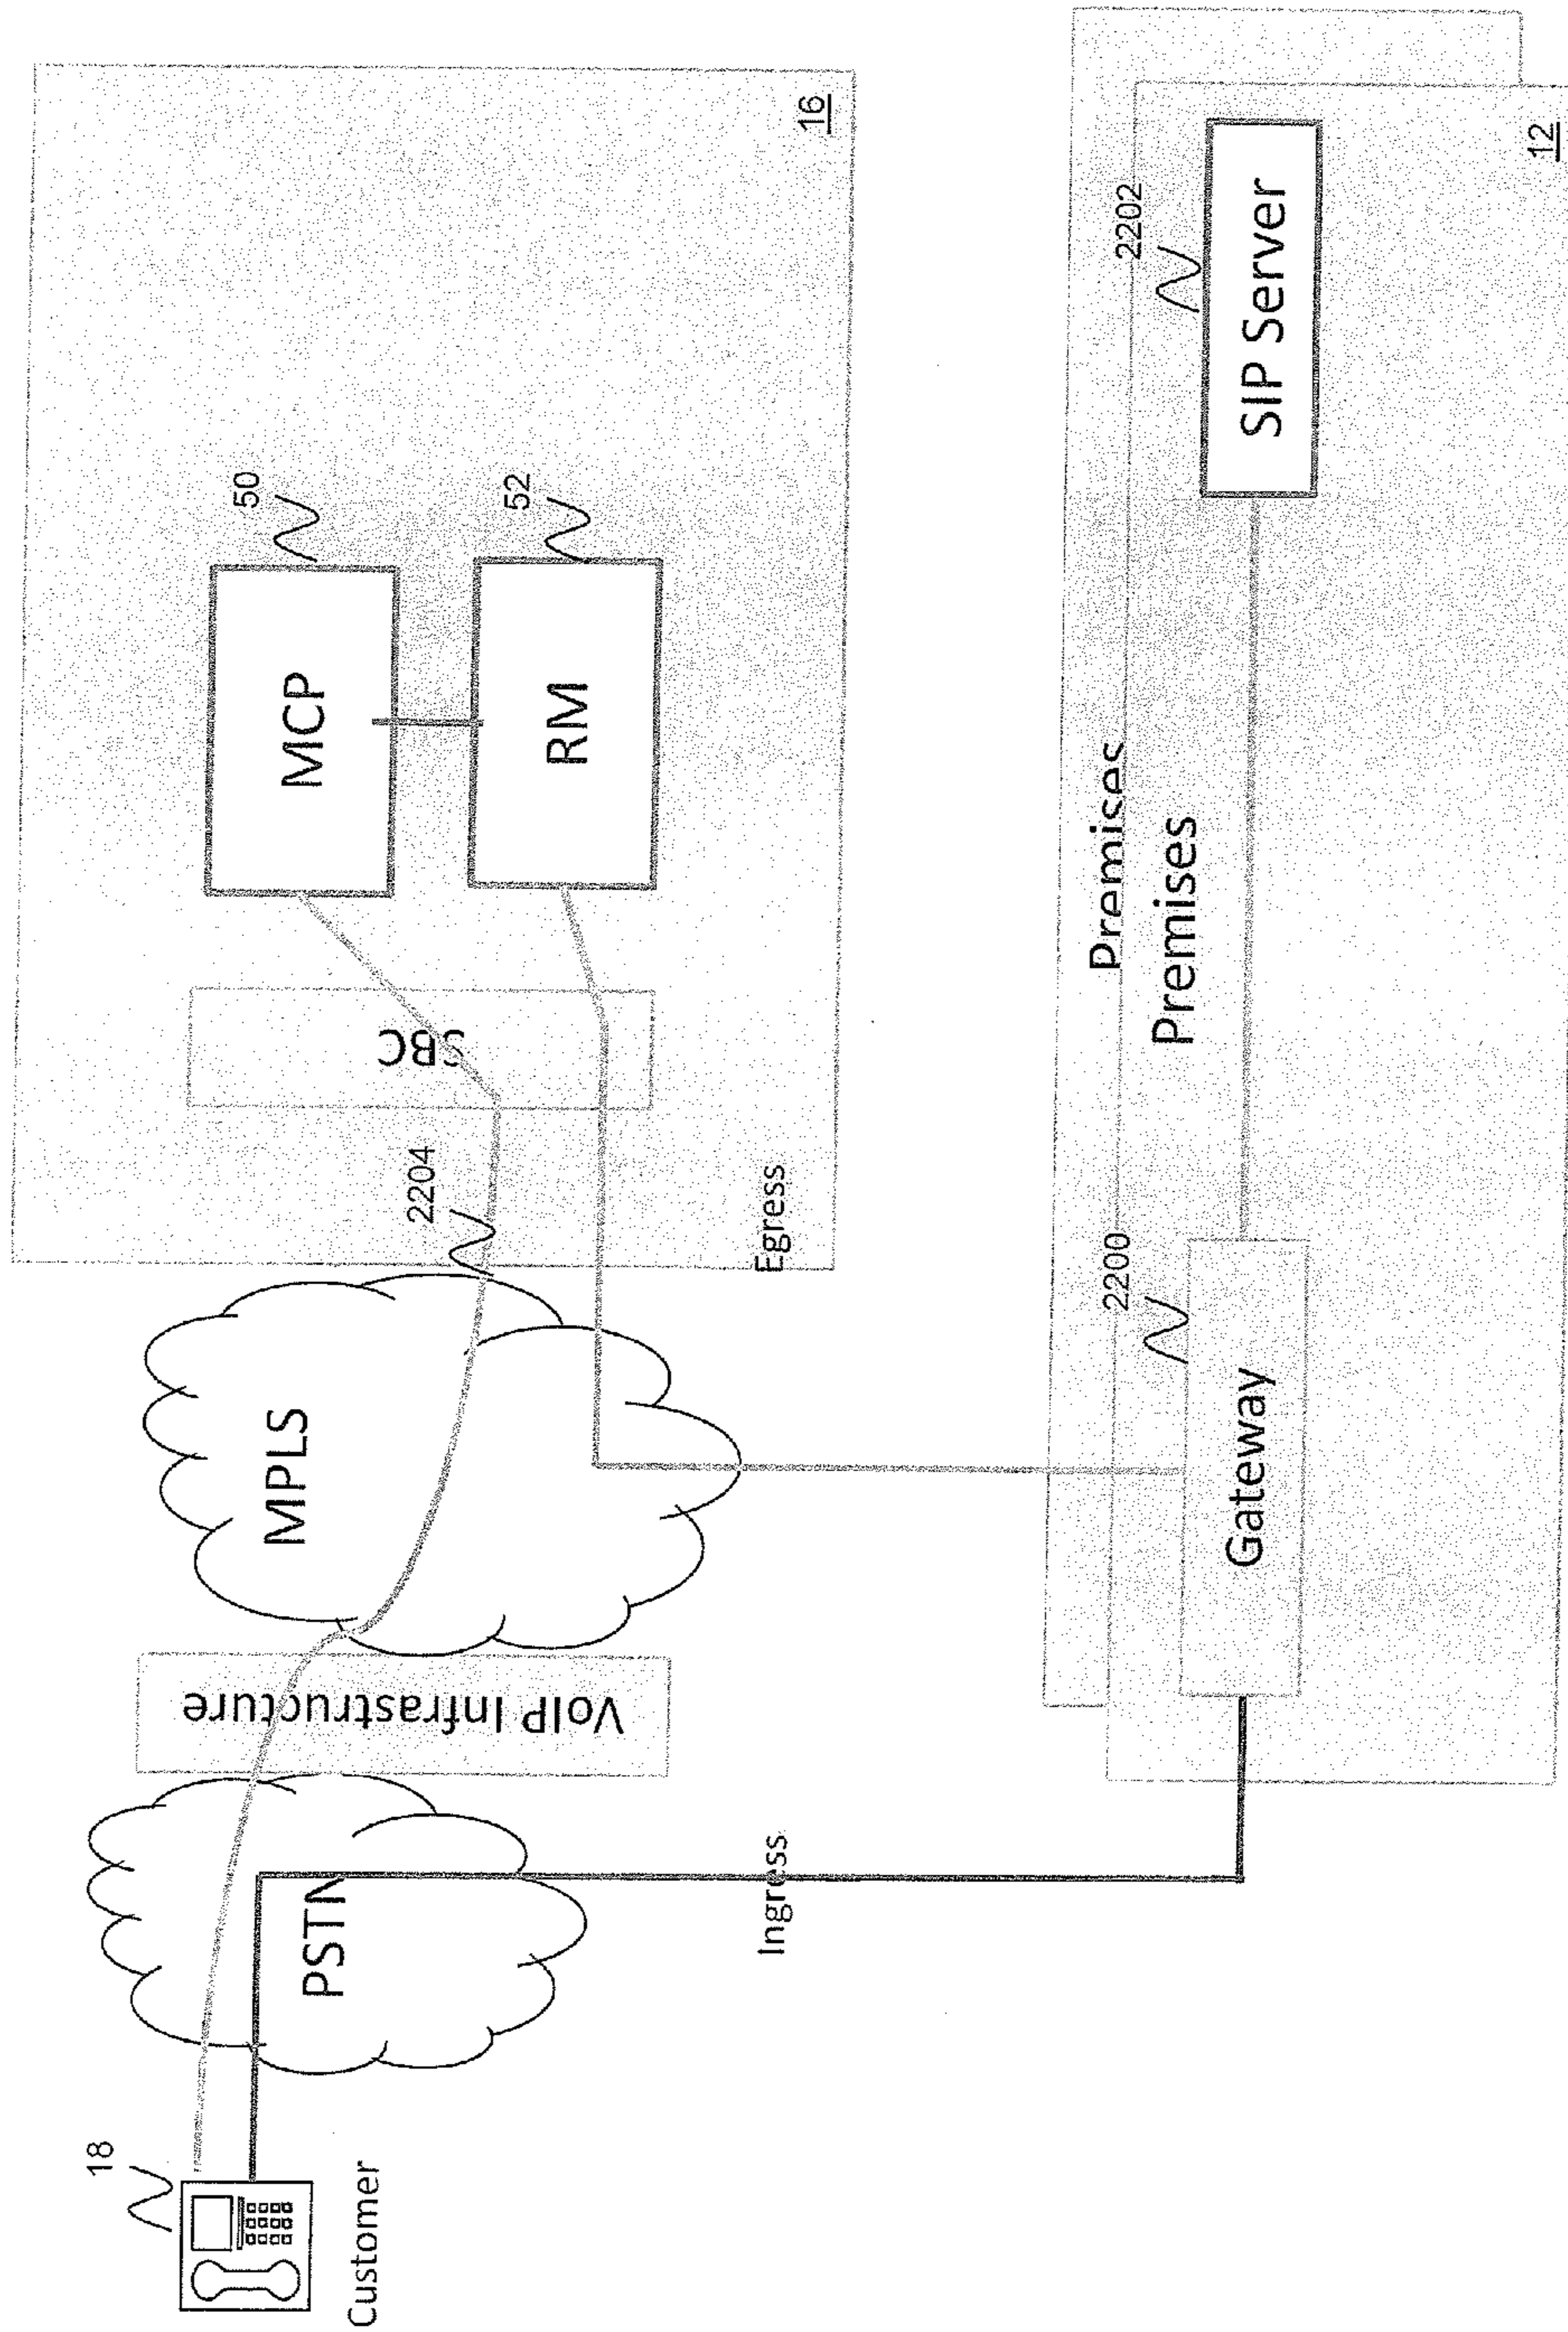 18
Customer
PSTN
VoIP Infrastructure
MPLS
2204
SBC
MCP
50
RM
52
16
Egress
Ingress
Premises
Premises
2200
Gateway
2202
SIP Server
12